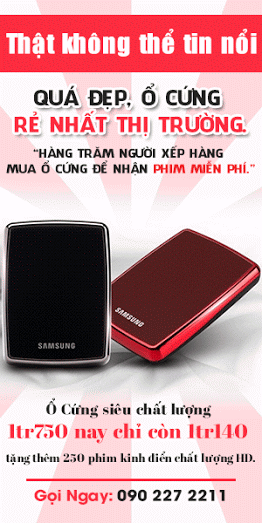 Thật không thể tin nổi
QUÁ ĐẸP, Ổ CỨNG
RẺ NHẤT THỊ TRƯỜNG.
“HÀNG TRĂM NGƯỜI XẾP HÀNG
MUA Ổ CỨNG ĐỂ NHẬN PHIM MIỄN PHÍ.”
SAMSUNG
SAMSUNG
Ổ Cứng siêu chất lượng
1tr750 nay chỉ còn 1tr140
tặng thêm 250 phim kinh điển chất lượng HD.
Gọi Ngay: 090 227 2211